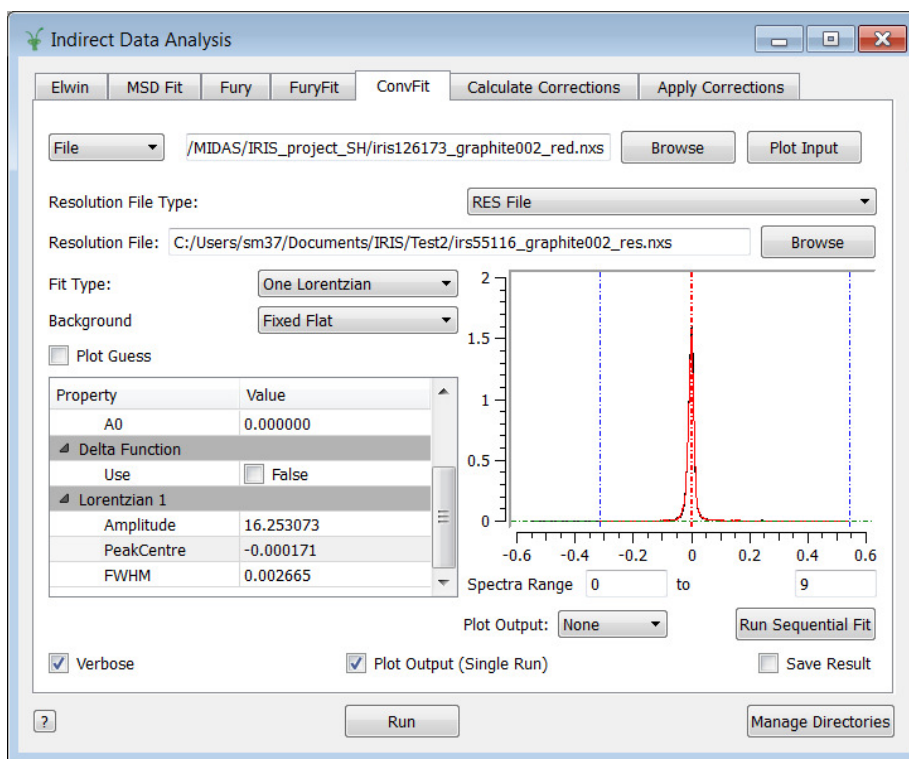 Indirect Data Analysis
Elwin MSD Fit Fury FuryFit ConvFit Calculate Corrections Apply Corrections
File /MIDAS/IRIS_project_SH/iris126173_graphite002_red.nxs Browse Plot Input
Resolution File Type: RES File
Resolution File: C:/Users/sm37/Documents/IRIS/Test2/irs55116_graphite002_res.nxs Browse
Fit Type: One Lorentzian
Background Fixed Flat
Plot Guess
Property Value
A0 0.000000
Delta Function
Use False
Lorentzian 1
Amplitude 16.253073
PeakCentre -0.000171
FWHM 0.002665
2
1.5
1
0.5
0
-0.6 -0.4 -0.2 0 0.2 0.4 0.6
Spectra Range 0 to 9
Plot Output: None Run Sequential Fit
Verbose Plot Output (Single Run) Save Result
? Run Manage Directories